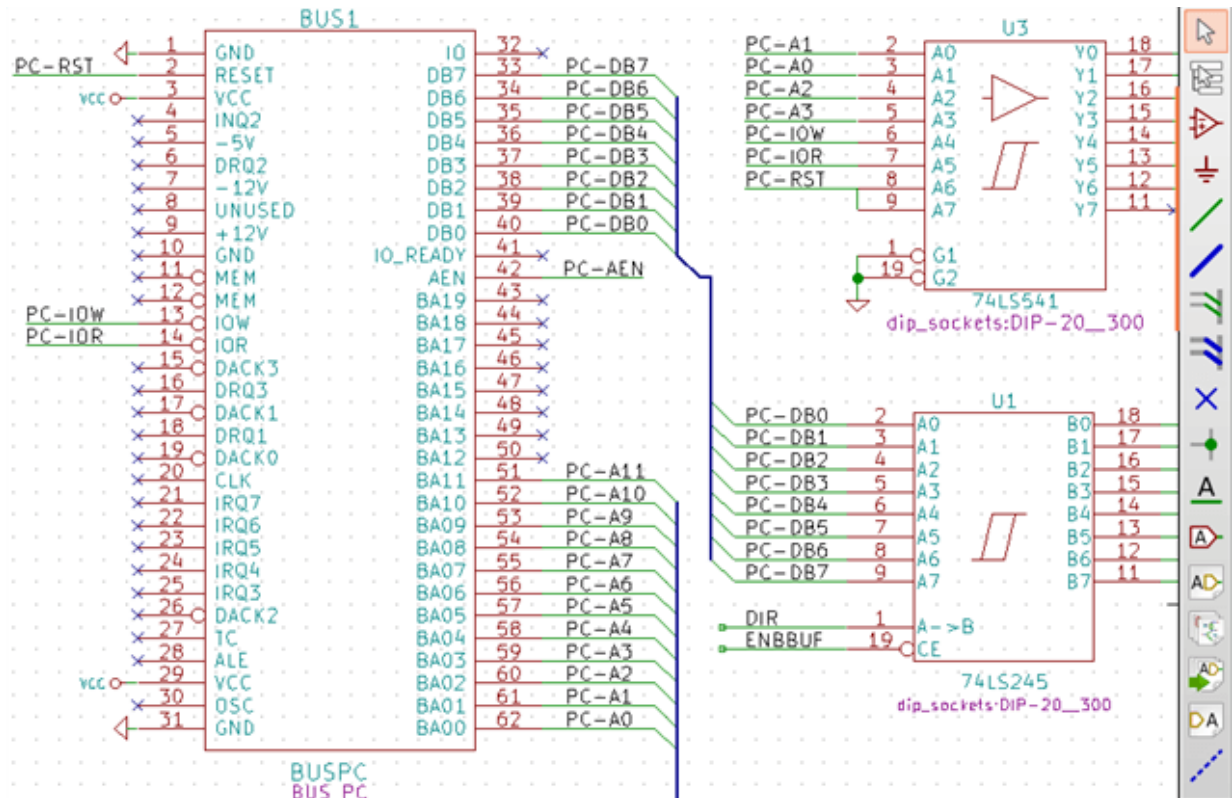 BUS1
1 GND
PC-RST 2 RESET
VCC 3 VCC
4 INQ2
5 -5V
6 DRQ2
7 -12V
8 UNUSED
9 +12V
10 GND
11 MEM
12 MEM
PC-IOW 13 IOW
PC-IOR 14 IOR
15 DACK3
16 DRQ3
17 DACK1
18 DRQ1
19 DACK0
20 CLK
21 IRQ7
22 IRQ6
23 IRQ5
24 IRQ4
25 IRQ3
26 DACK2
27 TC
28 ALE
VCC 29 VCC
30 OSC
31 GND
IO 32
DB7 33 PC-DB7
DB6 34 PC-DB6
DB5 35 PC-DB5
DB4 36 PC-DB4
DB3 37 PC-DB3
DB2 38 PC-DB2
DB1 39 PC-DB1
DB0 40 PC-DB0
IO_READY 41
AEN 42 PC-AEN
BA19 43
BA18 44
BA17 45
BA16 46
BA15 47
BA14 48
BA13 49
BA12 50
BA11 51 PC-A11
BA10 52 PC-A10
BA09 53 PC-A9
BA08 54 PC-A8
BA07 55 PC-A7
BA06 56 PC-A6
BA05 57 PC-A5
BA04 58 PC-A4
BA03 59 PC-A3
BA02 60 PC-A2
BA01 61 PC-A1
BA00 62 PC-A0
BUSPC
BUS_PC
U3
PC-A1 2 A0 Y0 18
PC-A0 3 A1 Y1 17
PC-A2 4 A2 Y2 16
PC-A3 5 A3 Y3 15
PC-IOW 6 A4 Y4 14
PC-IOR 7 A5 Y5 13
PC-RST 8 A6 Y6 12
9 A7 Y7 11
1 G1
19 G2
74LS541
dip_sockets:DIP-20__300
U1
PC-DB0 2 A0 B0 18
PC-DB1 3 A1 B1 17
PC-DB2 4 A2 B2 16
PC-DB3 5 A3 B3 15
PC-DB4 6 A4 B4 14
PC-DB5 7 A5 B5 13
PC-DB6 8 A6 B6 12
PC-DB7 9 A7 B7 11
DIR 1 A->B
ENBBUF 19 CE
74LS245
dip_sockets:DIP-20__300
A
A
AD
A
DA